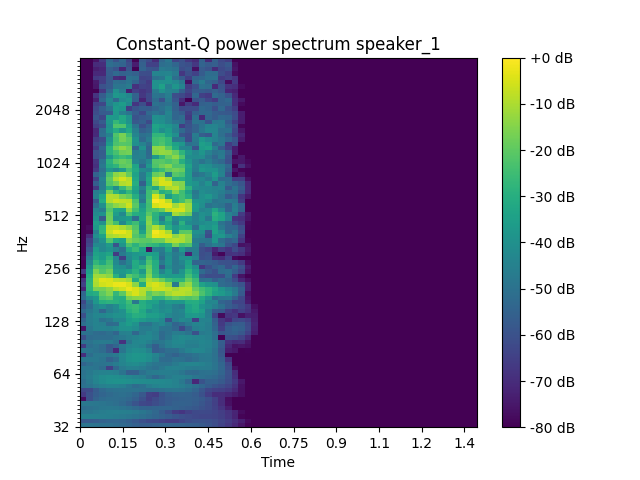 Constant-Q power spectrum speaker_1
Hz
2048
1024
512
256
128
64
32
0 0.15 0.3 0.45 0.6 0.75 0.9 1.1 1.2 1.4
Time
+0 dB
-10 dB
-20 dB
-30 dB
-40 dB
-50 dB
-60 dB
-70 dB
-80 dB